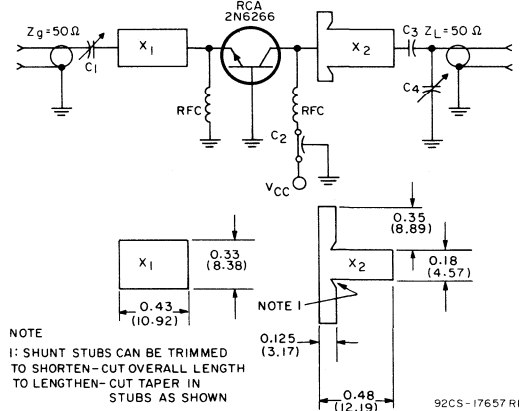 RCA
2N6266
Zg=50Ω
C1
X1
X2
C3
ZL=50Ω
C4
RFC
RFC
C2
VCC
0.35
(8.89)
X1
0.33
(8.38)
X2
0.18
(4.57)
0.43
(10.92)
NOTE 1
0.125
(3.17)
0.48
(12.19)
NOTE
1: SHUNT STUBS CAN BE TRIMMED
TO SHORTEN-CUT OVERALL LENGTH
TO LENGTHEN-CUT TAPER IN
STUBS AS SHOWN
92CS-17657 R1